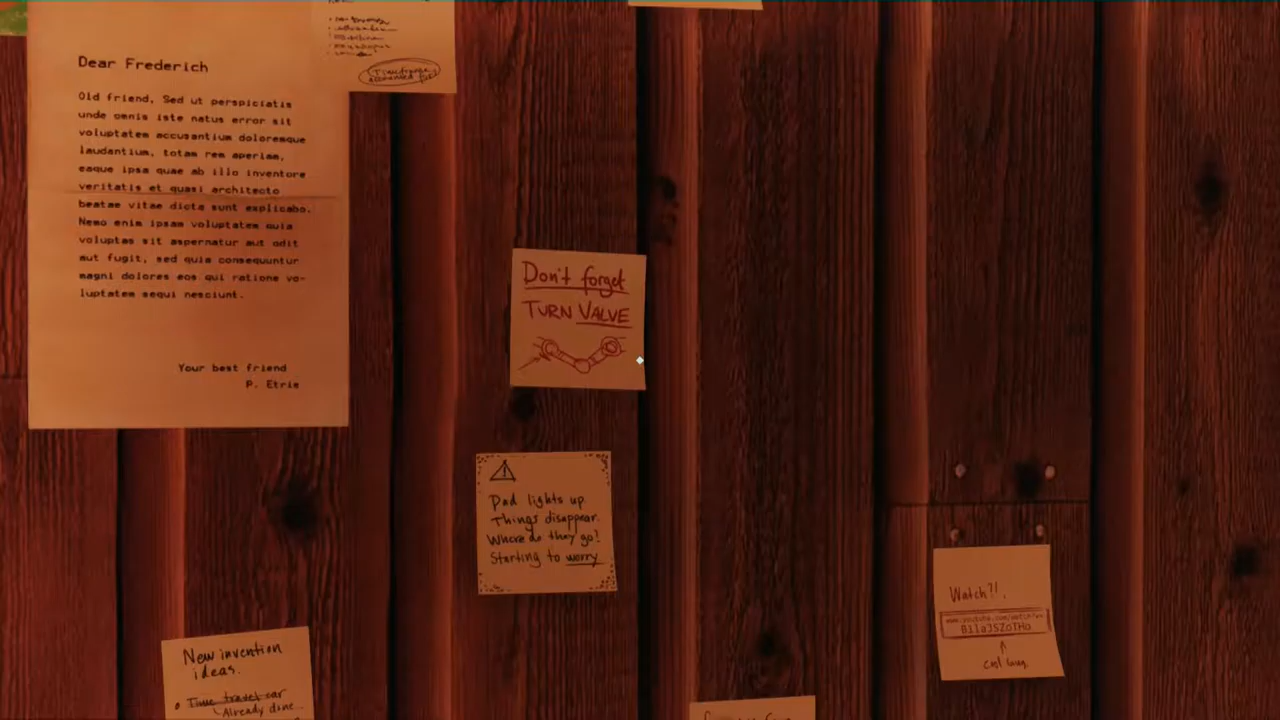 Dear Frederich
Old friend, Sed ut perspiciatis
unde omnis iste natus error sit
voluptatem accusantium doloremque
laudantium, totam rem aperiam,
eaque ipsa quae ab illo inventore
veritatis et quasi architecto
beatae vitae dicta sunt explicabo.
Nemo enim ipsam voluptatem quia
voluptas sit aspernatur aut odit
aut fugit, sed quia consequuntur
magni dolores eos qui ratione vo-
luptatem sequi nesciunt.
Your best friend
P. Etrie
Don't forget
TURN VALVE
Pad lights up
Things disappear.
Where do they go?
Starting to worry
New invention
ideas.
Time travel car
Already done.
Watch?!.
www.youtube.com/watch?v=